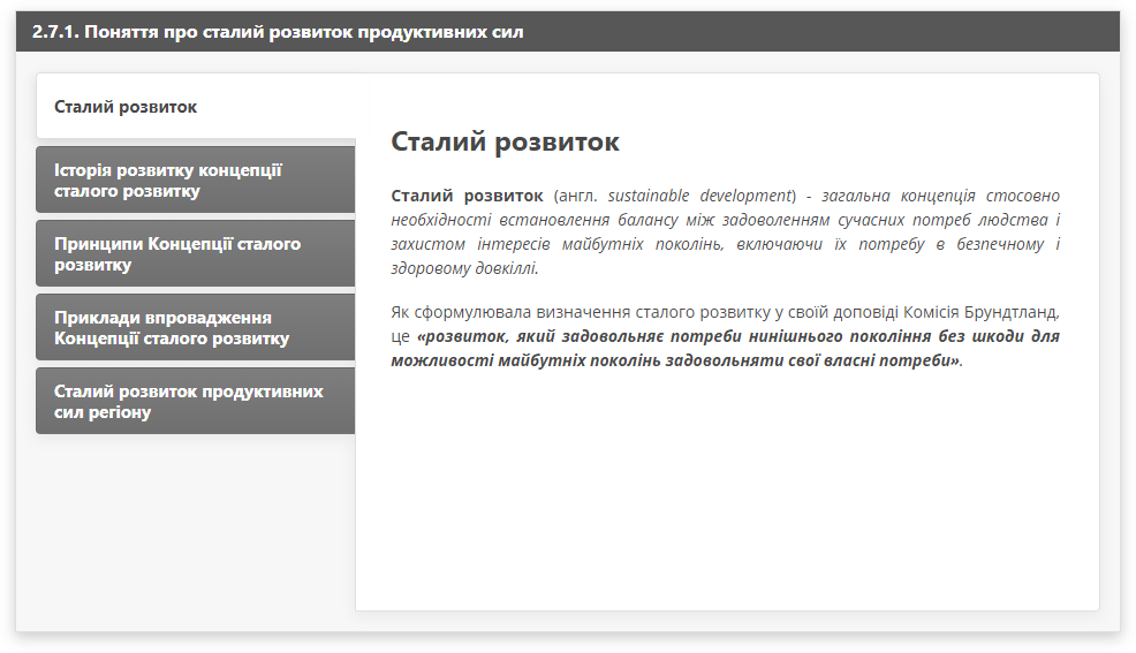 2.7.1. Поняття про сталий розвиток продуктивних сил
Сталий розвиток
Історія розвитку концепції
сталого розвитку
Принципи Концепції сталого
розвитку
Приклади впровадження
Концепції сталого розвитку
Сталий розвиток продуктивних
сил регіону
Сталий розвиток
Сталий розвиток (англ. sustainable development) - загальна концепція стосовно
необхідності встановлення балансу між задоволенням сучасних потреб людства і
захистом інтересів майбутніх поколінь, включаючи їх потребу в безпечному і
здоровому довкіллі.
Як сформулювала визначення сталого розвитку у своїй доповіді Комісія Брундтланд,
це «розвиток, який задовольняє потреби нинішнього покоління без шкоди для
можливості майбутніх поколінь задовольняти свої власні потреби».